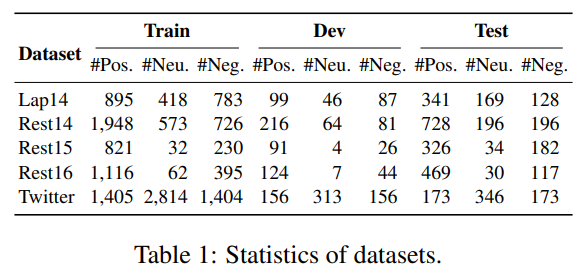 Train Dev Test
Dataset
#Pos. #Neu. #Neg. #Pos. #Neu. #Neg. #Pos. #Neu. #Neg.
Lap14 895 418 783 99 46 87 341 169 128
Rest14 1,948 573 726 216 64 81 728 196 196
Rest15 821 32 230 91 4 26 326 34 182
Rest16 1,116 62 395 124 7 44 469 30 117
Twitter 1,405 2,814 1,404 156 313 156 173 346 173
Table 1: Statistics of datasets.